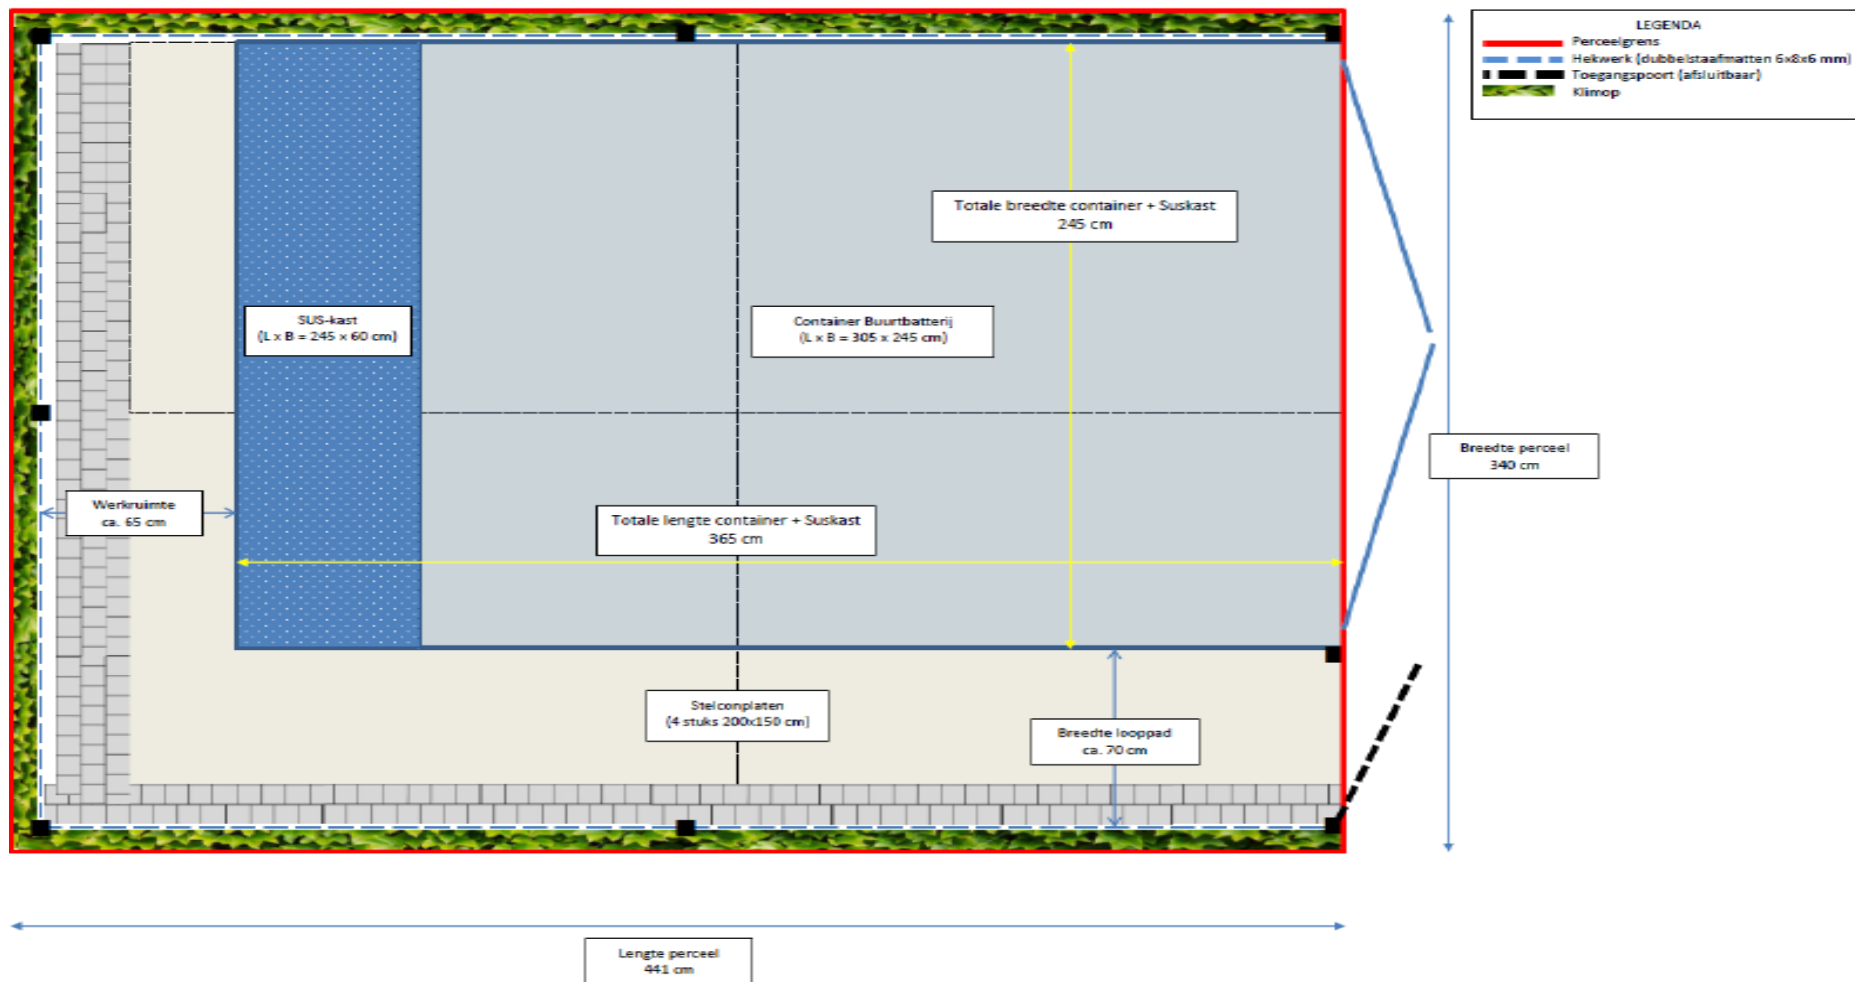 LEGENDA
Perceelgrens
Hekwerk (dubbelstaafmatten 6x8x6 mm)
Toegangspoort (afsluitbaar)
Klimop
Totale breedte container + Suskast
245 cm
SUS-kast
(L x B = 245 x 60 cm)
Container Buurtbatterij
(L x B = 305 x 245 cm)
Breedte perceel
340 cm
Werkruimte
ca. 65 cm
Totale lengte container + Suskast
365 cm
Stelconplaten
(4 stuks 200x150 cm)
Breedte looppad
ca. 70 cm
Lengte perceel
441 cm